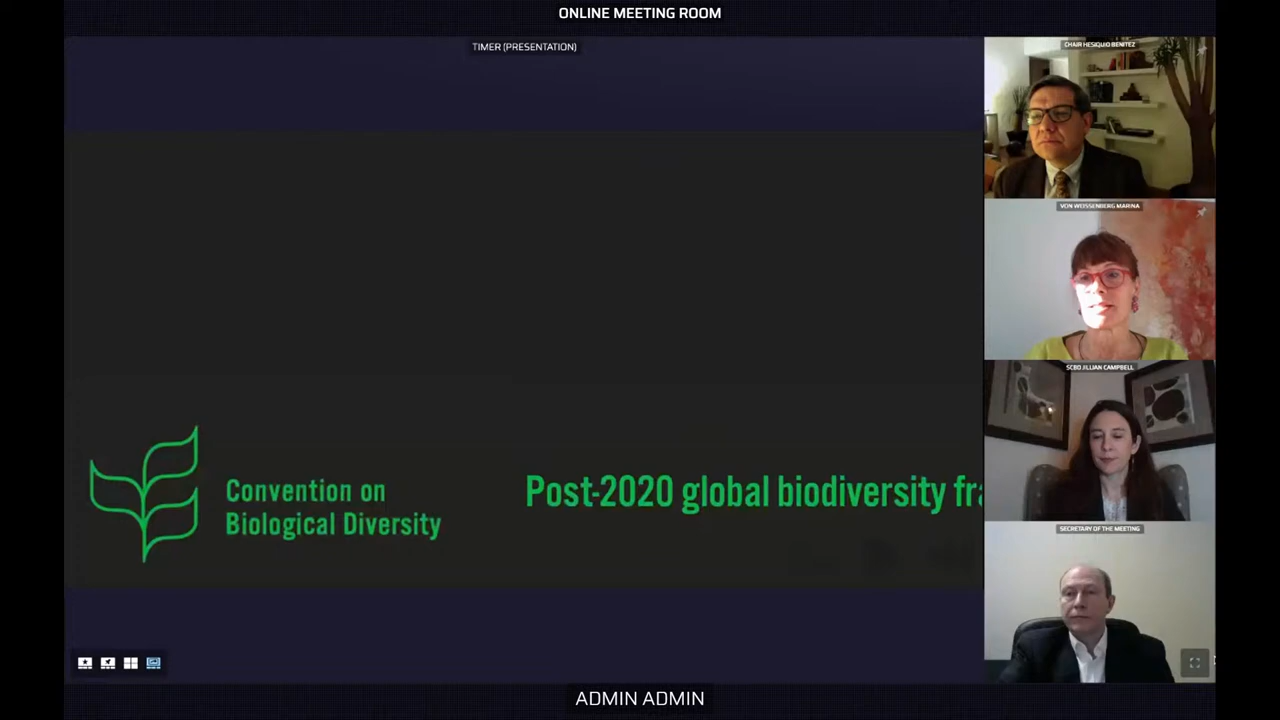 ONLINE MEETING ROOM
TIMER (PRESENTATION)
CHAIR HESIQUIO BENITEZ
VON WEISSENBERG MARINA
SCBD JILLIAN CAMPBELL
SECRETARY OF THE MEETING
Convention on
Biological Diversity
Post-2020 global biodiversity fra
ADMIN ADMIN